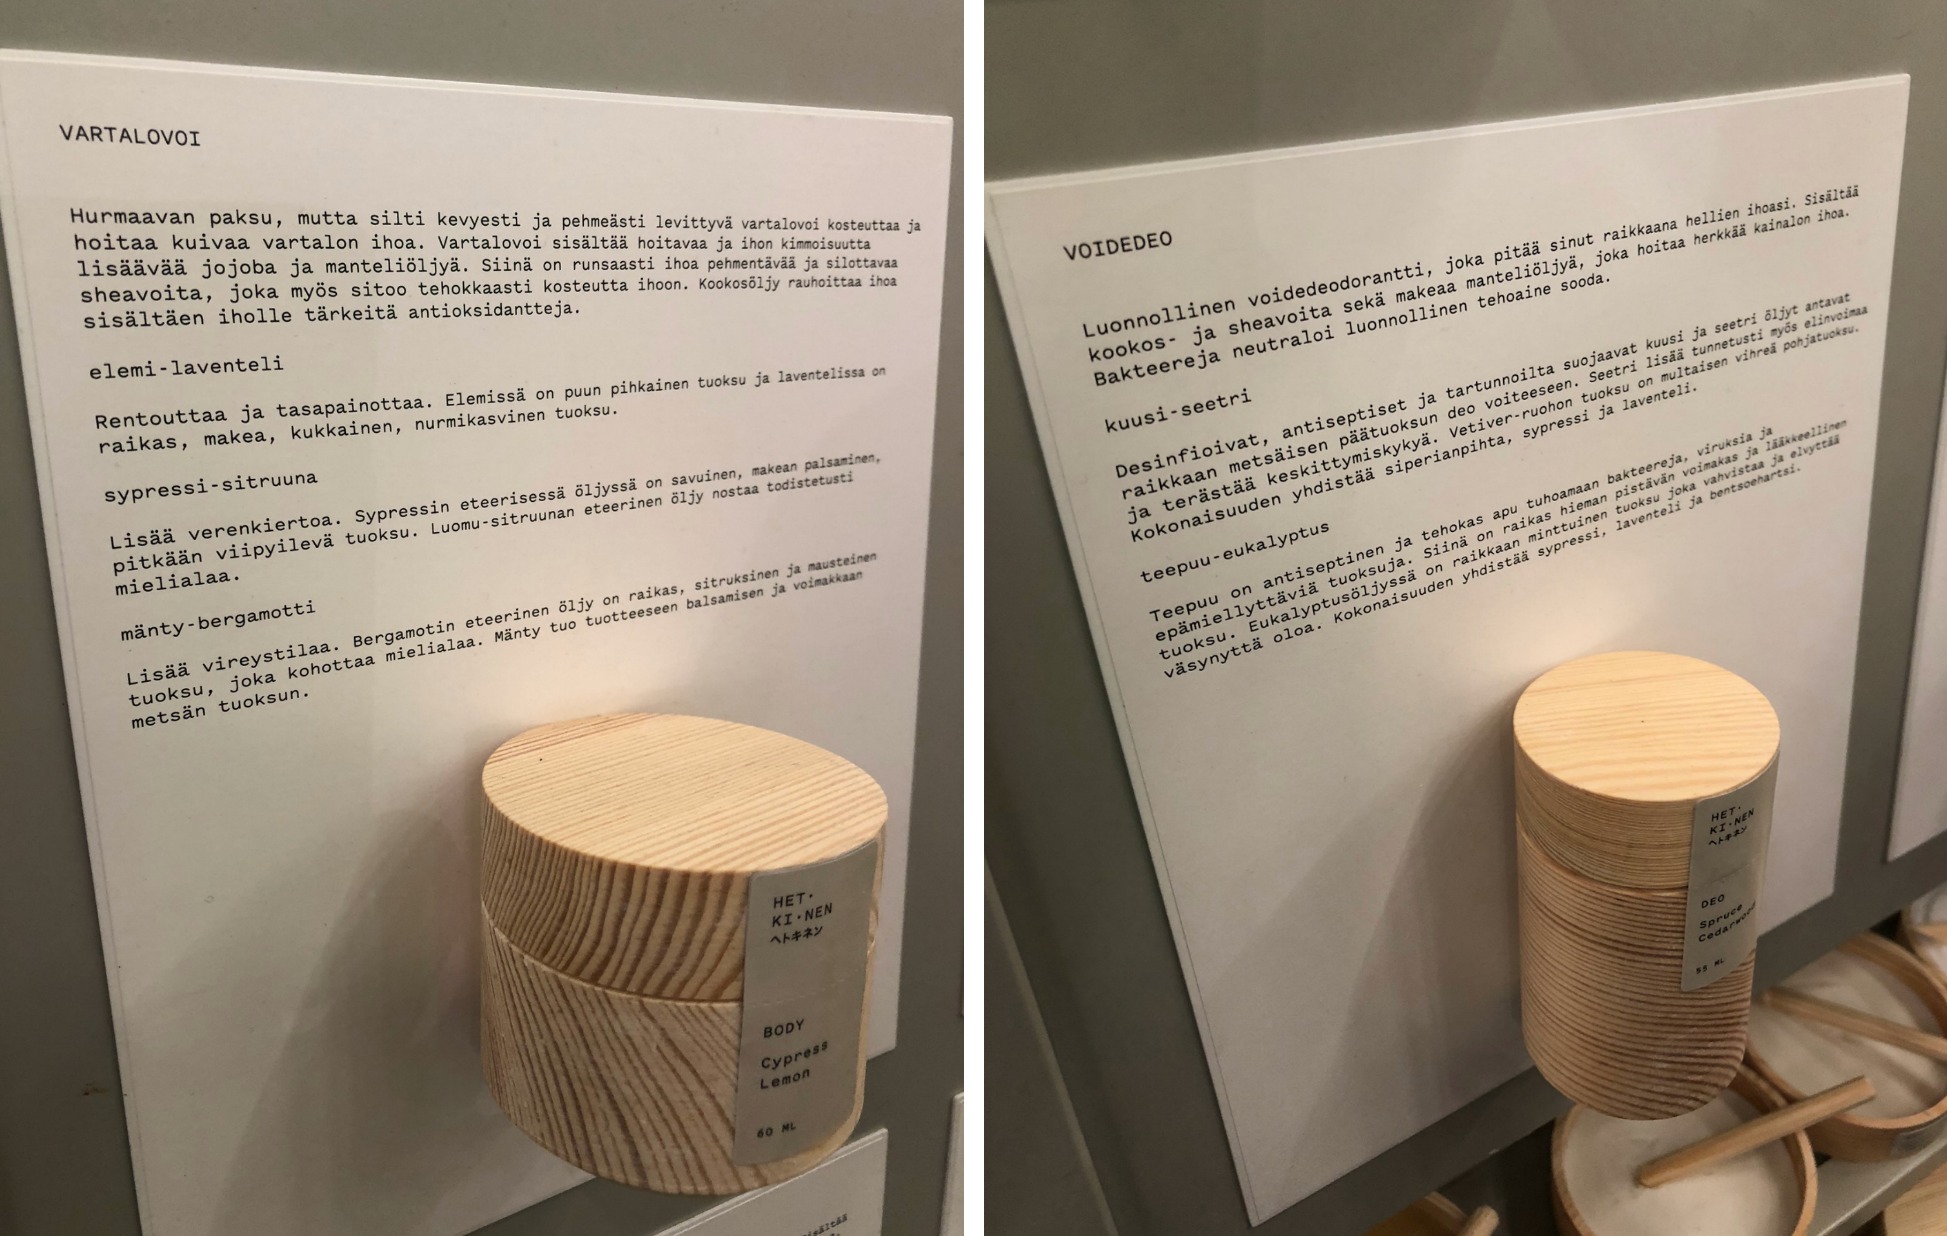 VARTALOVOI
Hurmaavan paksu, mutta silti kevyesti ja pehmeästi levittyvä vartalovoi kosteuttaa ja
hoitaa kuivaa vartalon ihoa. Vartalovoi sisältää hoitavaa ja ihon kimmoisuutta
lisäävää jojoba ja manteliöljyä. Siinä on runsaasti ihoa pehmentävää ja silottavaa
sheavoita, joka myös sitoo tehokkaasti kosteutta ihoon. Kookosöljy rauhoittaa ihoa
sisältäen iholle tärkeitä antioksidantteja.
elemi-laventeli
Rentouttaa ja tasapainottaa. Elemissä on puun pihkainen tuoksu ja laventelissa on
raikas, makea, kukkainen, nurmikasvinen tuoksu.
sypressi-sitruuna
Lisää verenkiertoa. Sypressin eteerisessä öljyssä on savuinen, makean palsaminen,
pitkään viipyilevä tuoksu. Luomu-sitruunan eteerinen öljy nostaa todistetusti
mielialaa.
mänty-bergamotti
Lisää vireystilaa. Bergamotin eteerinen öljy on raikas, sitruksinen ja mausteinen
tuoksu, joka kohottaa mielialaa. Mänty tuo tuotteeseen balsamisen ja voimakkaan
metsän tuoksun.
HET·
KI·NEN
ヘトキネン
BODY
Cypress
Lemon
60 ML
sisältää
VOIDEDEO
Luonnollinen voidedeodorantti, joka pitää sinut raikkaana hellien ihoasi. Sisältää
kookos- ja sheavoita sekä makeaa manteliöljyä, joka hoitaa herkkää kainalon ihoa.
Bakteereja neutraloi luonnollinen tehoaine sooda.
kuusi-seetri
Desinfioivat, antiseptiset ja tartunnoilta suojaavat kuusi ja seetri öljyt antavat
raikkaan metsäisen päätuoksun deo voiteeseen. Seetri lisää tunnetusti myös elinvoimaa
ja terästää keskittymiskykyä. Vetiver-ruohon tuoksu on multaisen vihreä pohjatuoksu.
Kokonaisuuden yhdistää siperianpihta, sypressi ja laventeli.
teepuu-eukalyptus
Teepuu on antiseptinen ja tehokas apu tuhoamaan bakteereja, viruksia ja
epämiellyttäviä tuoksuja. Siinä on raikas hieman pistävän voimakas ja lääkkeellinen
tuoksu. Eukalyptusöljyssä on raikkaan minttuinen tuoksu joka vahvistaa ja elvyttää
väsynyttä oloa. Kokonaisuuden yhdistää sypressi, laventeli ja bentsoehartsi.
HET·
KI·NEN
ヘトキネン
DEO
Spruce
Cedarwood
55 ML